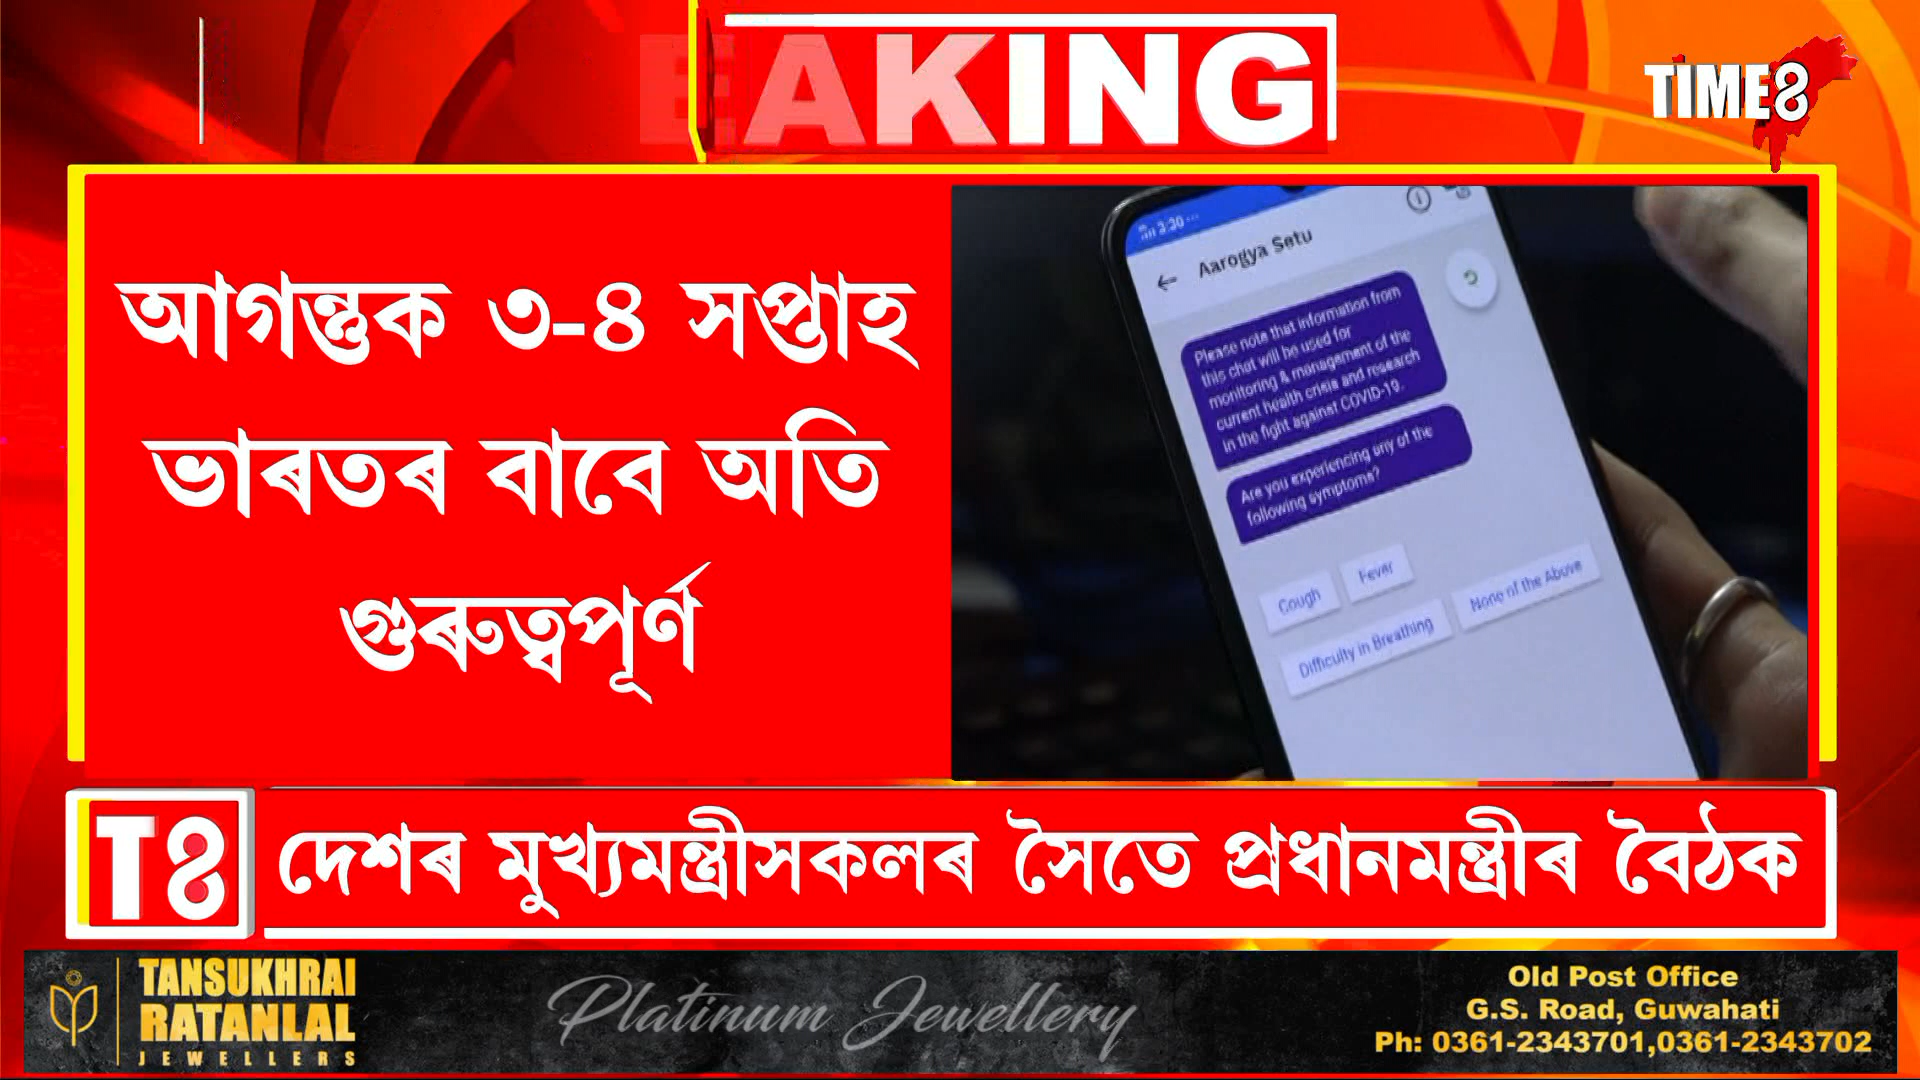 EAKING
TIME8
আগন্তুক ৩-৪ সপ্তাহ
ভাৰতৰ বাবে অতি
গুৰুত্বপূৰ্ণ
3:30
Aarogya Setu
Please note that information from
this chat will be used for
monitoring & management of the
current health crisis and research
in the fight against COVID-19.
Are you experiencing any of the
following symptoms?
Cough
Fever
Difficulty in Breathing
None of the Above
T8
দেশৰ মুখ্যমন্ত্ৰীসকলৰ সৈতে প্ৰধানমন্ত্ৰীৰ বৈঠক
TANSUKHRAI
RATANLAL
JEWELLERS
Platinum Jewellery
Old Post Office
G.S. Road, Guwahati
Ph: 0361-2343701,0361-2343702